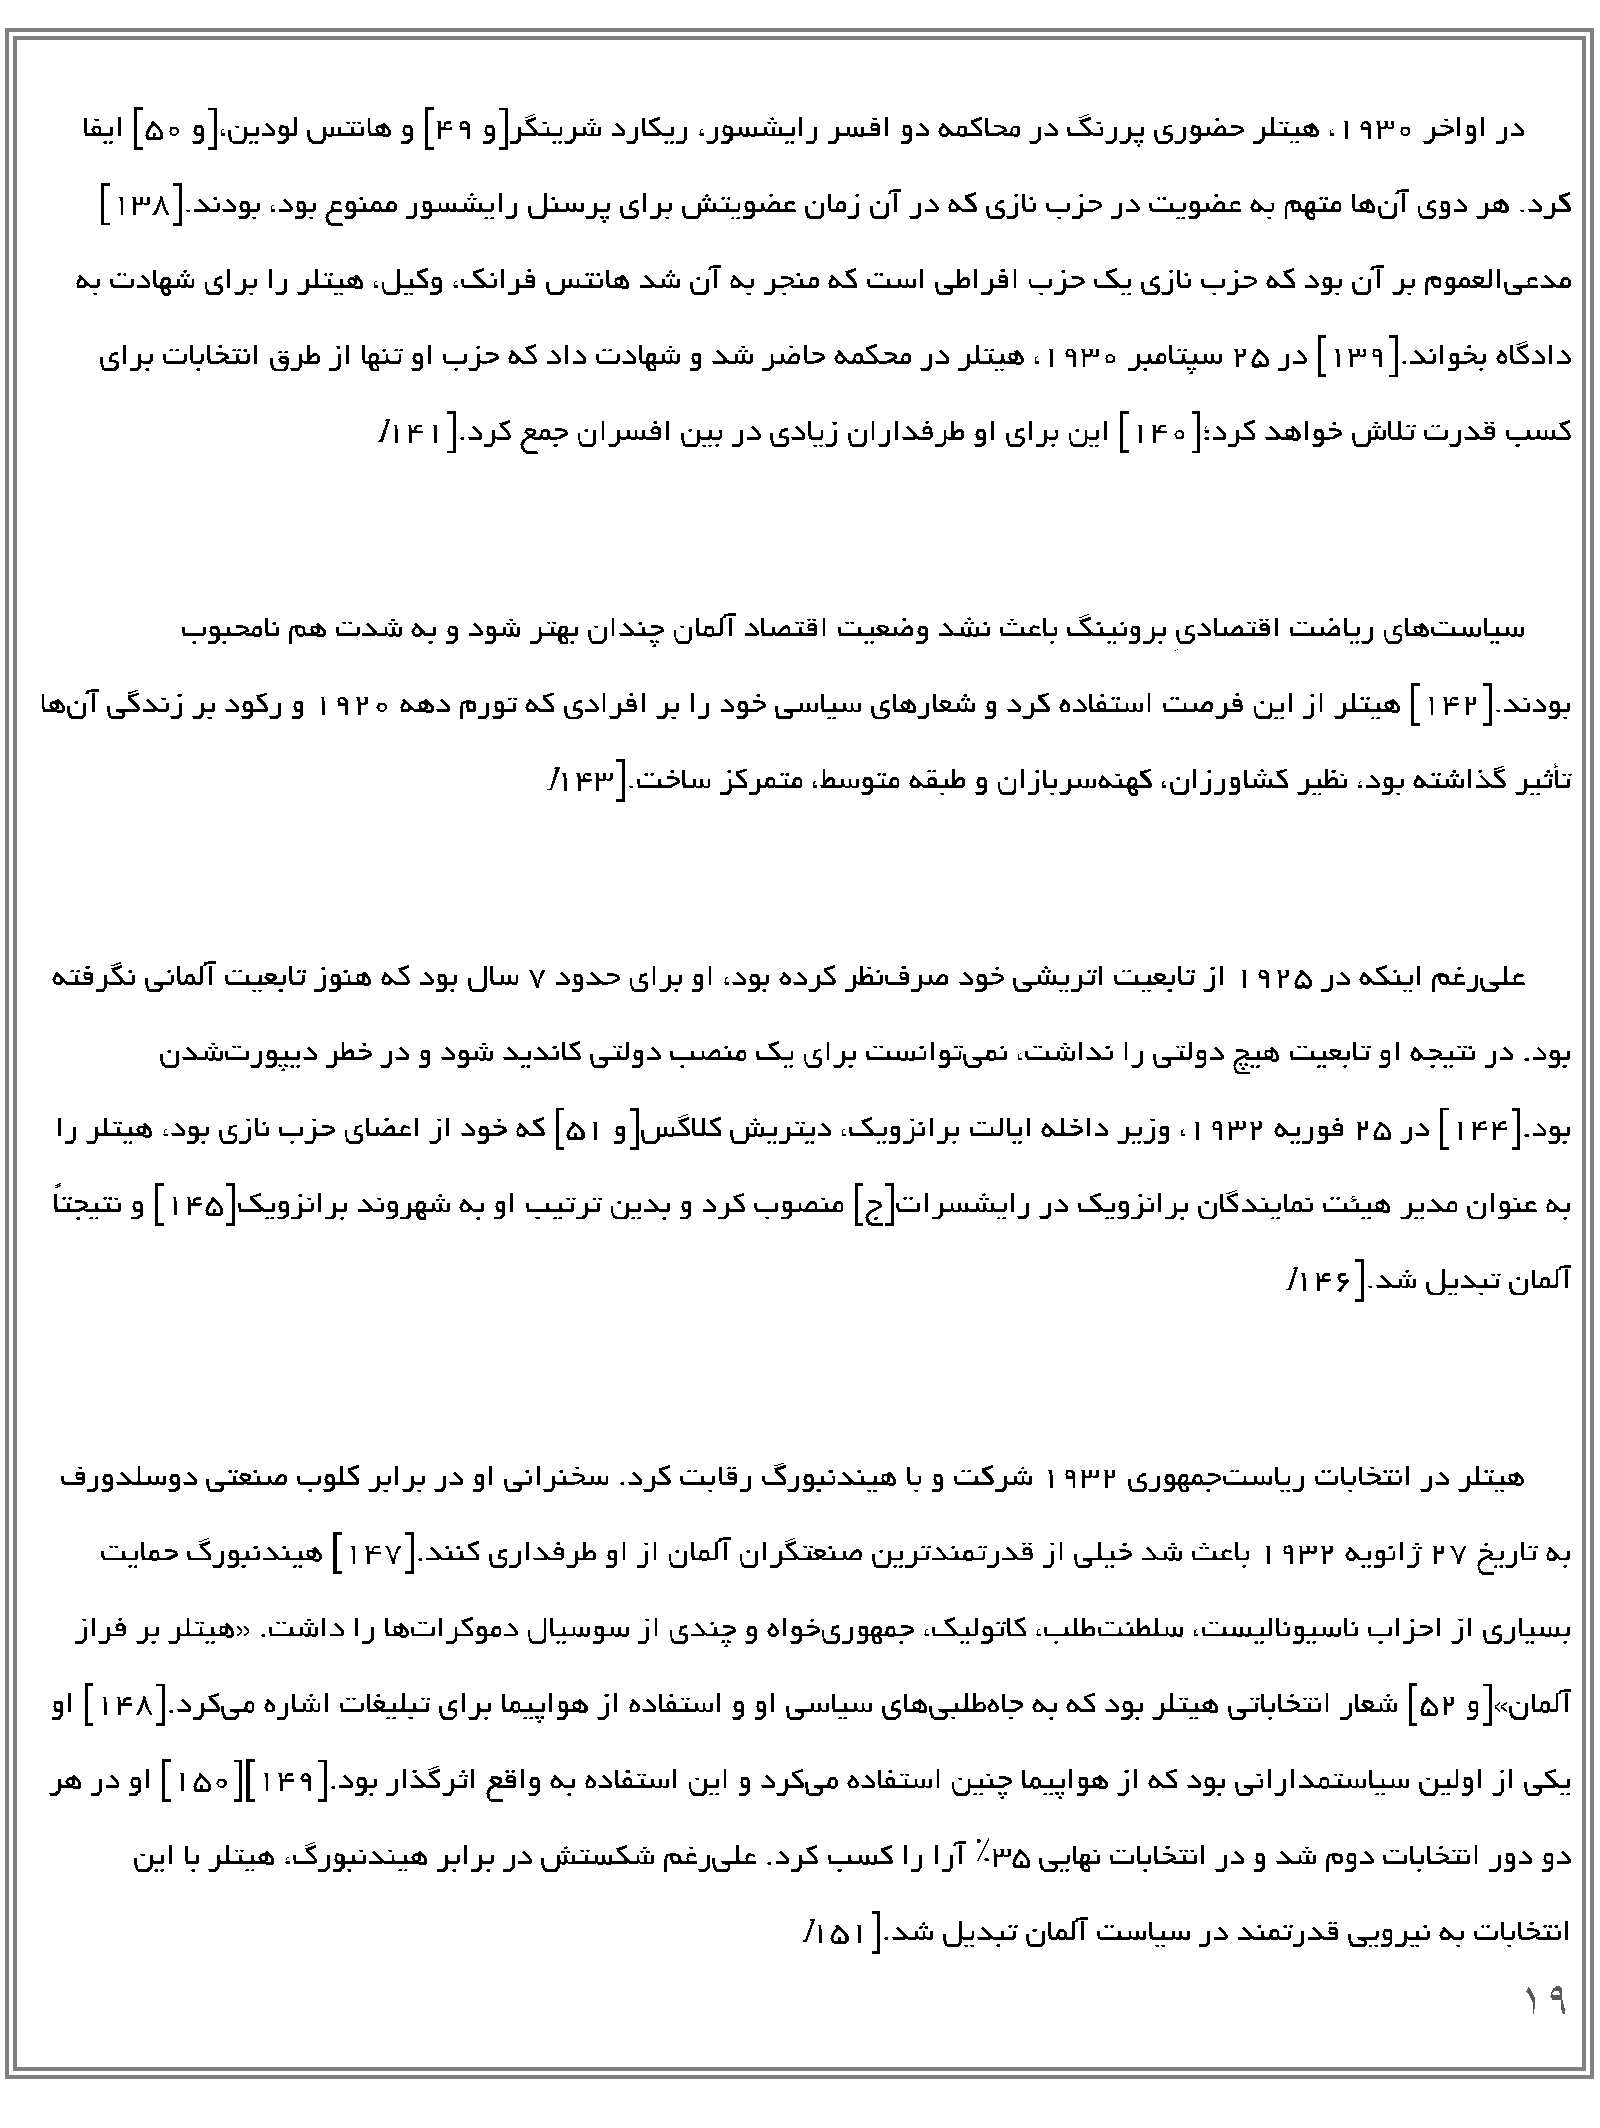 در اواخر ۱۹۳۰، هیتلر حضوری پررنگ در محاکمه دو افسر رایشسور، ریکارد شرینگر[و ۴۹] و هانتس لودین،[و ۵۰] ایفا
کرد. هر دوی آن‌ها متهم به عضویت در حزب نازی که در آن زمان عضویتش برای پرسنل رایشسور ممنوع بود، بودند.[۱۳۸]
مدعی‌العموم بر آن بود که حزب نازی یک حزب افراطی است که منجر به آن شد هانتس فرانک، وکیل، هیتلر را برای شهادت به
دادگاه بخواند.[۱۳۹] در ۲۵ سپتامبر ۱۹۳۰، هیتلر در محکمه حاضر شد و شهادت داد که حزب او تنها از طرق انتخابات برای
کسب قدرت تلاش خواهد کرد؛[۱۴۰] این برای او طرفداران زیادی در بین افسران جمع کرد.[۱۴۱/
سیاست‌های ریاضت اقتصادیِ برونینگ باعث نشد وضعیت اقتصاد آلمان چندان بهتر شود و به شدت هم نامحبوب
بودند.[۱۴۲] هیتلر از این فرصت استفاده کرد و شعارهای سیاسی خود را بر افرادی که تورم دهه ۱۹۲۰ و رکود بر زندگی آن‌ها
تأثیر گذاشته بود، نظیر کشاورزان، کهنه‌سربازان و طبقه متوسط، متمرکز ساخت.[۱۴۳/
علی‌رغم اینکه در ۱۹۲۵ از تابعیت اتریشی خود صرف‌نظر کرده بود، او برای حدود ۷ سال بود که هنوز تابعیت آلمانی نگرفته
بود. در نتیجه او تابعیت هیچ دولتی را نداشت، نمی‌توانست برای یک منصب دولتی کاندید شود و در خطر دیپورت‌شدن
بود.[۱۴۴] در ۲۵ فوریه ۱۹۳۲، وزیر داخله ایالت برانزویک، دیتریش کلاگس[و ۵۱] که خود از اعضای حزب نازی بود، هیتلر را
به عنوان مدیر هیئت نمایندگان برانزویک در رایشسرات[ج] منصوب کرد و بدین ترتیب او به شهروند برانزویک[۱۴۵] و نتیجتاً
آلمان تبدیل شد.[۱۴۶/
هیتلر در انتخابات ریاست‌جمهوری ۱۹۳۲ شرکت و با هیندنبورگ رقابت کرد. سخنرانی او در برابر کلوب صنعتی دوسلدورف
به تاریخ ۲۷ ژانویه ۱۹۳۲ باعث شد خیلی از قدرتمندترین صنعتگران آلمان از او طرفداری کنند.[۱۴۷] هیندنبورگ حمایت
بسیاری از احزاب ناسیونالیست، سلطنت‌طلب، کاتولیک، جمهوری‌خواه و چندی از سوسیال دموکرات‌ها را داشت. «هیتلر بر فراز
آلمان»[و ۵۲] شعار انتخاباتی هیتلر بود که به جاه‌طلبی‌های سیاسی او و استفاده از هواپیما برای تبلیغات اشاره می‌کرد.[۱۴۸] او
یکی از اولین سیاستمدارانی بود که از هواپیما چنین استفاده می‌کرد و این استفاده به واقع اثرگذار بود.[۱۴۹][۱۵۰] او در هر
دو دور انتخابات دوم شد و در انتخابات نهایی ۳۵٪ آرا را کسب کرد. علی‌رغم شکستش در برابر هیندنبورگ، هیتلر با این
انتخابات به نیرویی قدرتمند در سیاست آلمان تبدیل شد.[۱۵۱/
۱۹